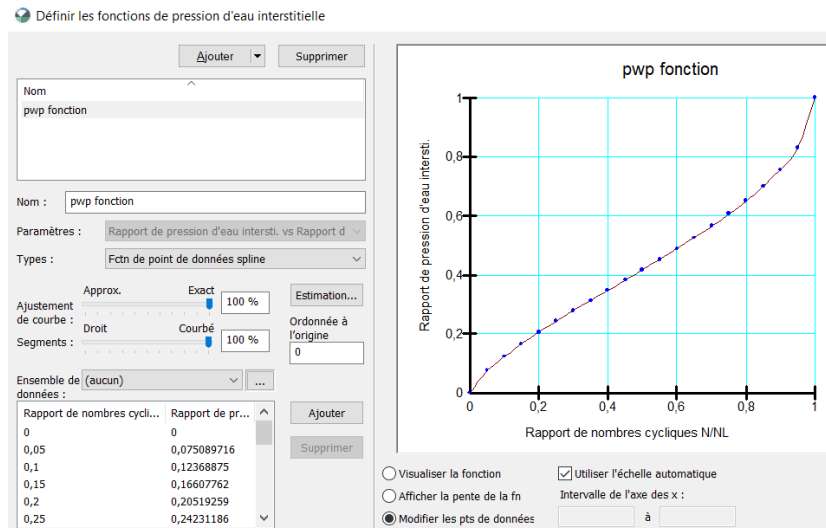 Définir les fonctions de pression d'eau interstitielle
Ajouter
Supprimer
Nom
pwp fonction
Nom :
pwp fonction
Paramètres :
Rapport de pression d'eau intersti. vs Rapport d
Types :
Fctn de point de données spline
Approx.
Exact
Ajustement de courbe :
100 %
Estimation...
Droit
Courbé
Segments :
100 %
Ordonnée à l'origine
0
Ensemble de données :
(aucun)
...
Rapport de nombres cycli... Rapport de pr...
0 0
0,05 0,075089716
0,1 0,12368875
0,15 0,16607762
0,2 0,20519259
0,25 0,24231186
Ajouter
Supprimer
pwp fonction
Rapport de pression d'eau intersti.
1
0,8
0,6
0,4
0,2
0
0 0,2 0,4 0,6 0,8 1
Rapport de nombres cycliques N/NL
Visualiser la fonction
Afficher la pente de la fn
Modifier les pts de données
Utiliser l'échelle automatique
Intervalle de l'axe des x :
à